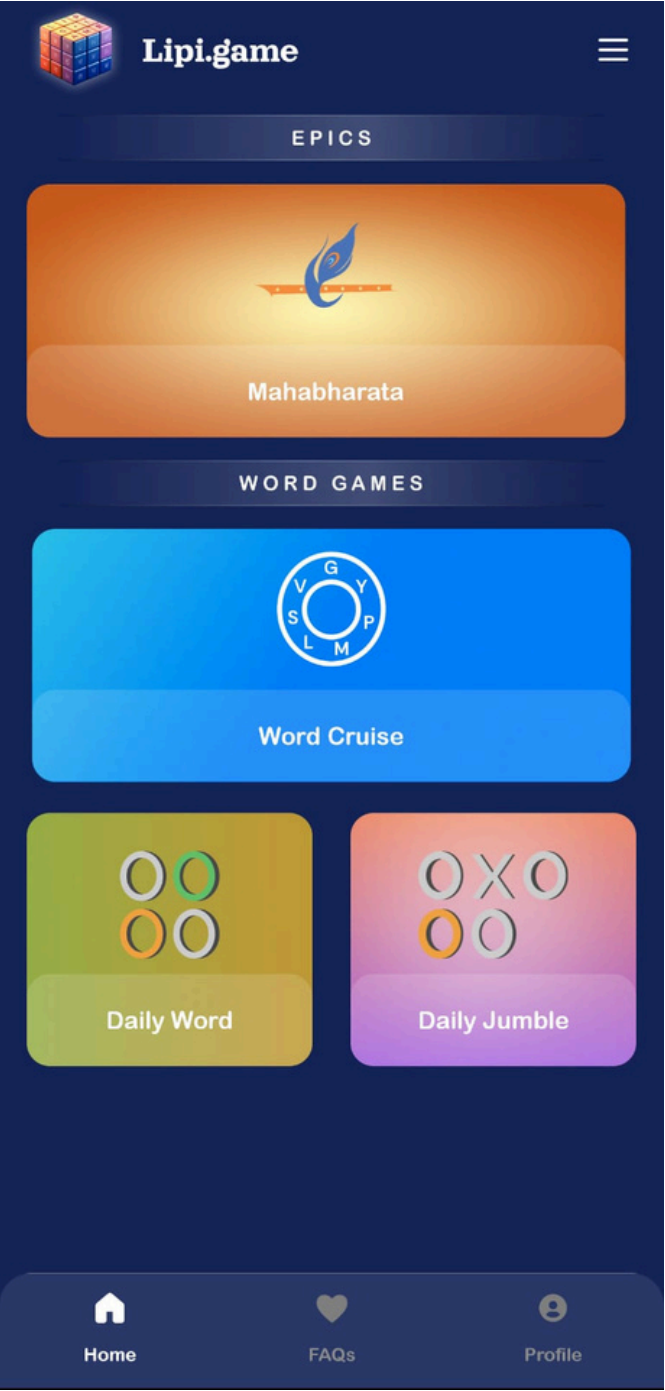 Lipi.game
EPICS
Mahabharata
WORD GAMES
G
V Y
S P
L M
Word Cruise
O O
O O
O X O
O O
Daily Word Daily Jumble
Home FAQs Profile